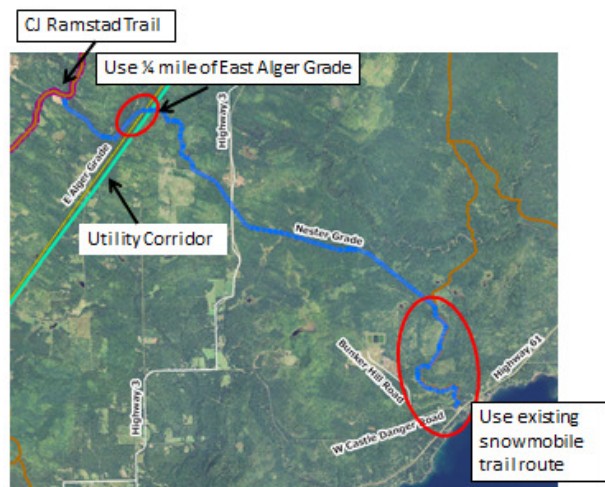 CJ Ramstad Trail
Use ¼ mile of East Alger Grade
Highway 3
E Alger Grade
Utility Corridor
Nester Grade
Bunker Hill Road
Highway 61
Highway 3
W Castle Danger Road
Use existing
snowmobile
trail route